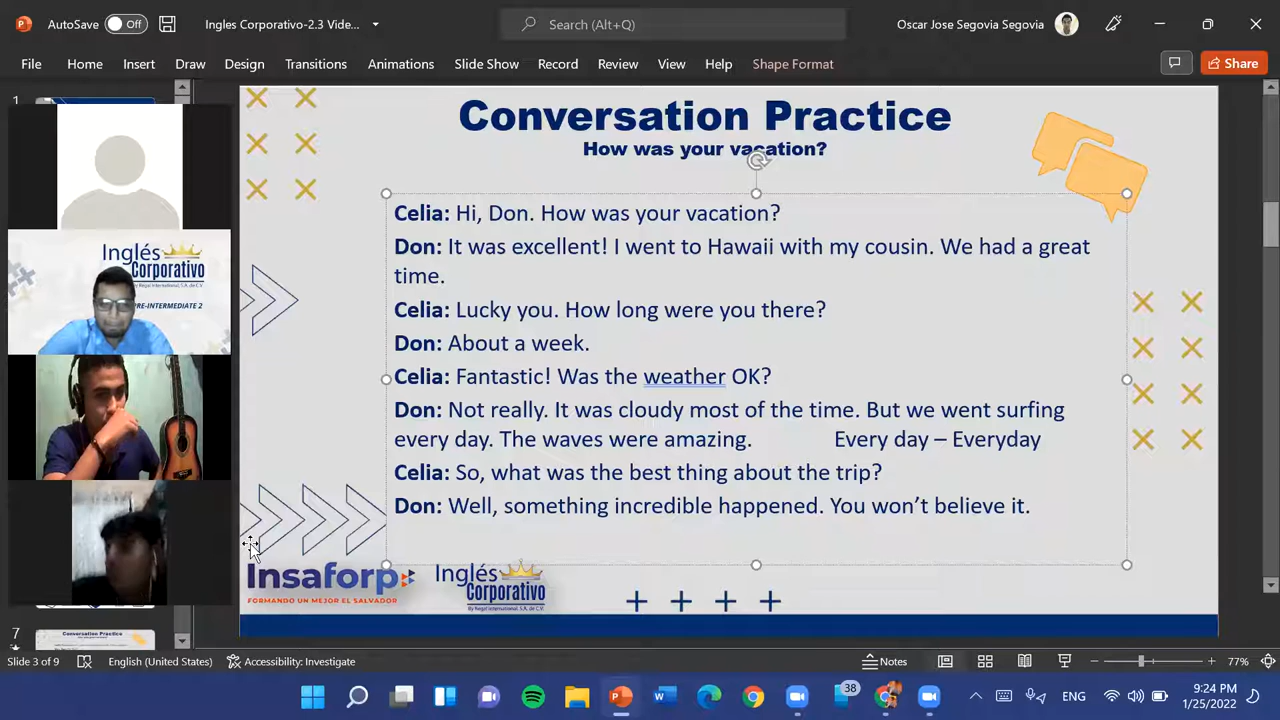 AutoSave Off Ingles Corporativo-2.3 Vide... Search (Alt+Q) Oscar Jose Segovia Segovia
File Home Insert Draw Design Transitions Animations Slide Show Record Review View Help Shape Format Share
1
Conversation Practice
How was your vacation?
Celia: Hi, Don. How was your vacation?
Don: It was excellent! I went to Hawaii with my cousin. We had a great
time.
Celia: Lucky you. How long were you there?
Don: About a week.
Celia: Fantastic! Was the weather OK?
Don: Not really. It was cloudy most of the time. But we went surfing
every day. The waves were amazing. Every day – Everyday
Celia: So, what was the best thing about the trip?
Don: Well, something incredible happened. You won't believe it.
Insaforp
FORMANDO UN MEJOR EL SALVADOR
Inglés
Corporativo
By Regal International, S.A. de C.V.
Inglés
Corporativo
By Regal International, S.A. de C.V.
PRE-INTERMEDIATE 2
7
Conversation Practice
Slide 3 of 9 English (United States) Accessibility: Investigate Notes 77%
38 ENG 9:24 PM
1/25/2022